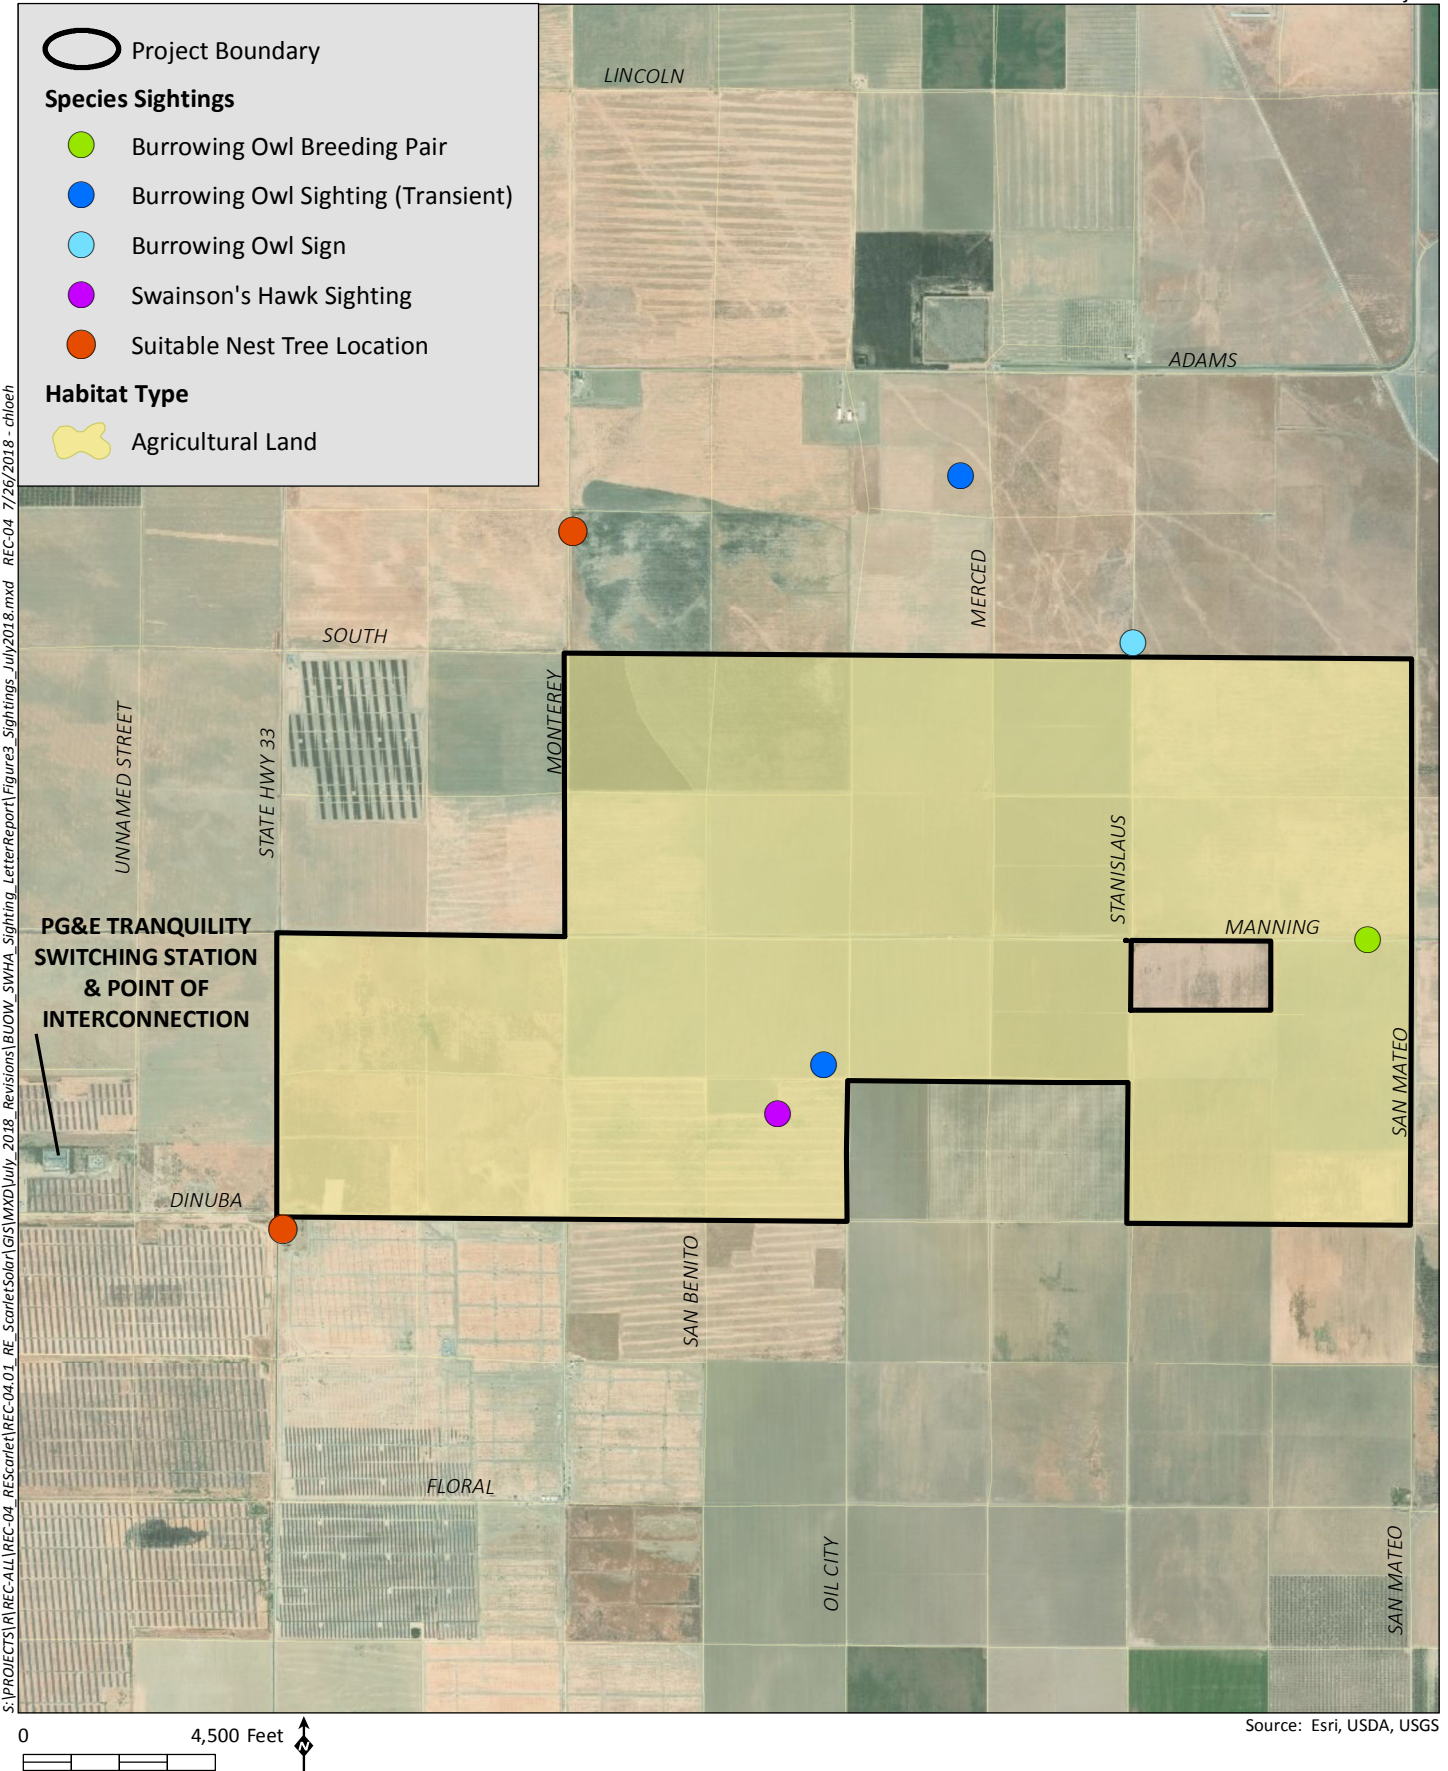 Project Boundary
Species Sightings
Burrowing Owl Breeding Pair
Burrowing Owl Sighting (Transient)
Burrowing Owl Sign
Swainson's Hawk Sighting
Suitable Nest Tree Location
Habitat Type
Agricultural Land
LINCOLN
ADAMS
MERCED
SOUTH
MONTEREY
UNNAMED STREET
STATE HWY 33
STANISLAUS
MANNING
PG&E TRANQUILITY
SWITCHING STATION
& POINT OF
INTERCONNECTION
SAN MATEO
DINUBA
SAN BENITO
FLORAL
OIL CITY
SAN MATEO
S:\PROJECTS\R\REC-ALL\REC-04_REScarlet\REC-04.01_RE_ScarletSolar\GIS\MXD\July_2018_Revisions\BUOW_SWHA_Sighting_LetterReport\Figure3_Sightings_July2018.mxd REC-04 7/26/2018 - chloeh
0 4,500 Feet
N
Source: Esri, USDA, USGS